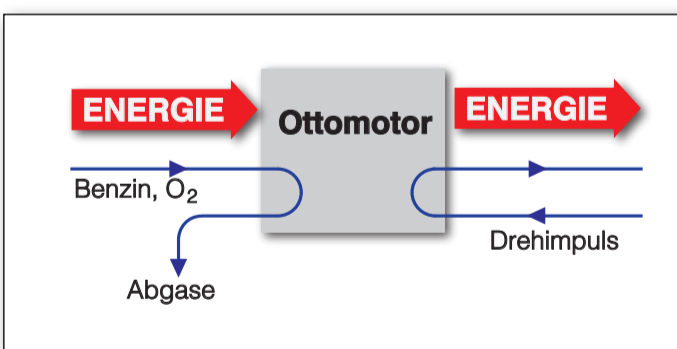 ENERGIE
Ottomotor
ENERGIE
Benzin, O₂
Drehimpuls
Abgase